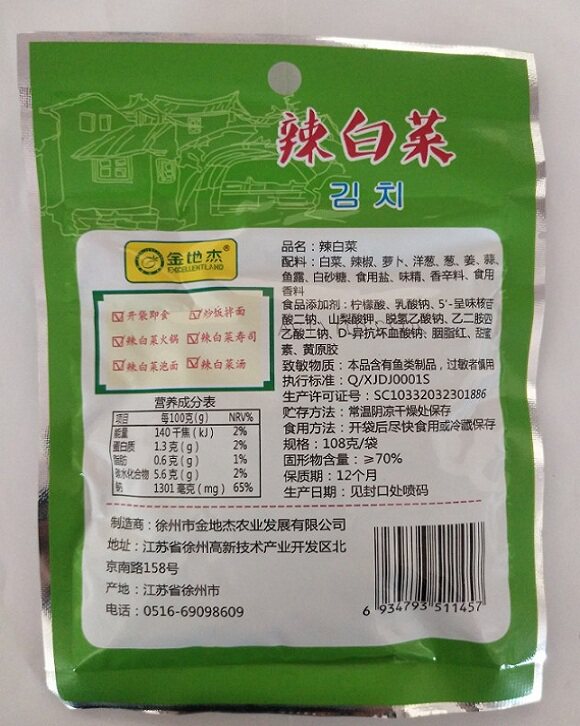 辣白菜
김치
金地杰®
EXCELLENTLAND
☑开袋即食 ☑炒饭拌面
☑辣白菜火锅 ☑辣白菜寿司
☑辣白菜泡面 ☑辣白菜汤
营养成分表
项目 每100克(g) NRV%
能量 140千焦(kJ) 2%
蛋白质 1.3克(g) 2%
脂肪 0.6克(g) 1%
碳水化合物 5.6克(g) 2%
钠 1301毫克(mg) 65%
品名：辣白菜
配料：白菜、辣椒、萝卜、洋葱、葱、姜、蒜、
鱼露、白砂糖、食用盐、味精、香辛料、食用
香料
食品添加剂：柠檬酸、乳酸钠、5'-呈味核苷
酸二钠、山梨酸钾、脱氢乙酸钠、乙二胺四
乙酸二钠、D-异抗坏血酸钠、胭脂红、甜蜜
素、黄原胶
致敏物质：本品含有鱼类制品，过敏者慎用
执行标准：Q/XJDJ0001S
生产许可证号：SC10332032301886
贮存方法：常温阴凉干燥处保存
食用方法：开袋后尽快食用或冷藏保存
规格：108克/袋
固形物含量：≥70%
保质期：12个月
生产日期：见封口处喷码
制造商：徐州市金地杰农业发展有限公司
地址：江苏省徐州高新技术产业开发区北
京南路158号
产地：江苏省徐州市
电话：0516-69098609
6 934793 511457